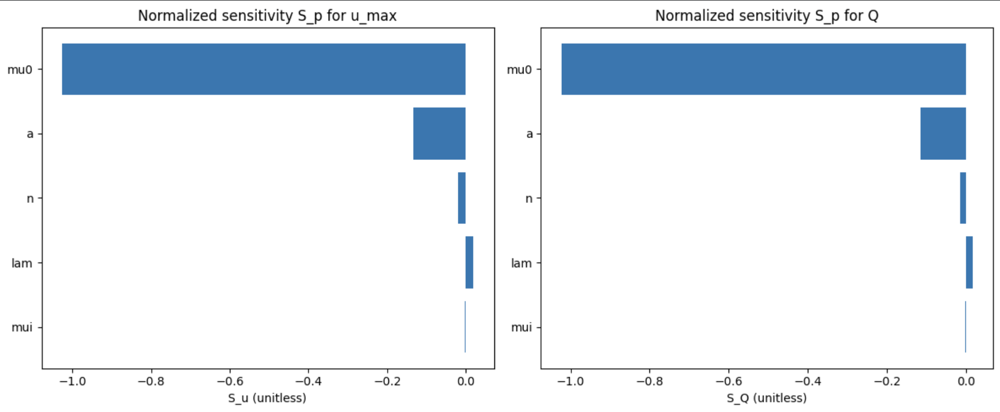 Normalized sensitivity S_p for u_max
mu0
a
n
lam
mui
−1.0 −0.8 −0.6 −0.4 −0.2 0.0
S_u (unitless)
Normalized sensitivity S_p for Q
mu0
a
n
lam
mui
−1.0 −0.8 −0.6 −0.4 −0.2 0.0
S_Q (unitless)